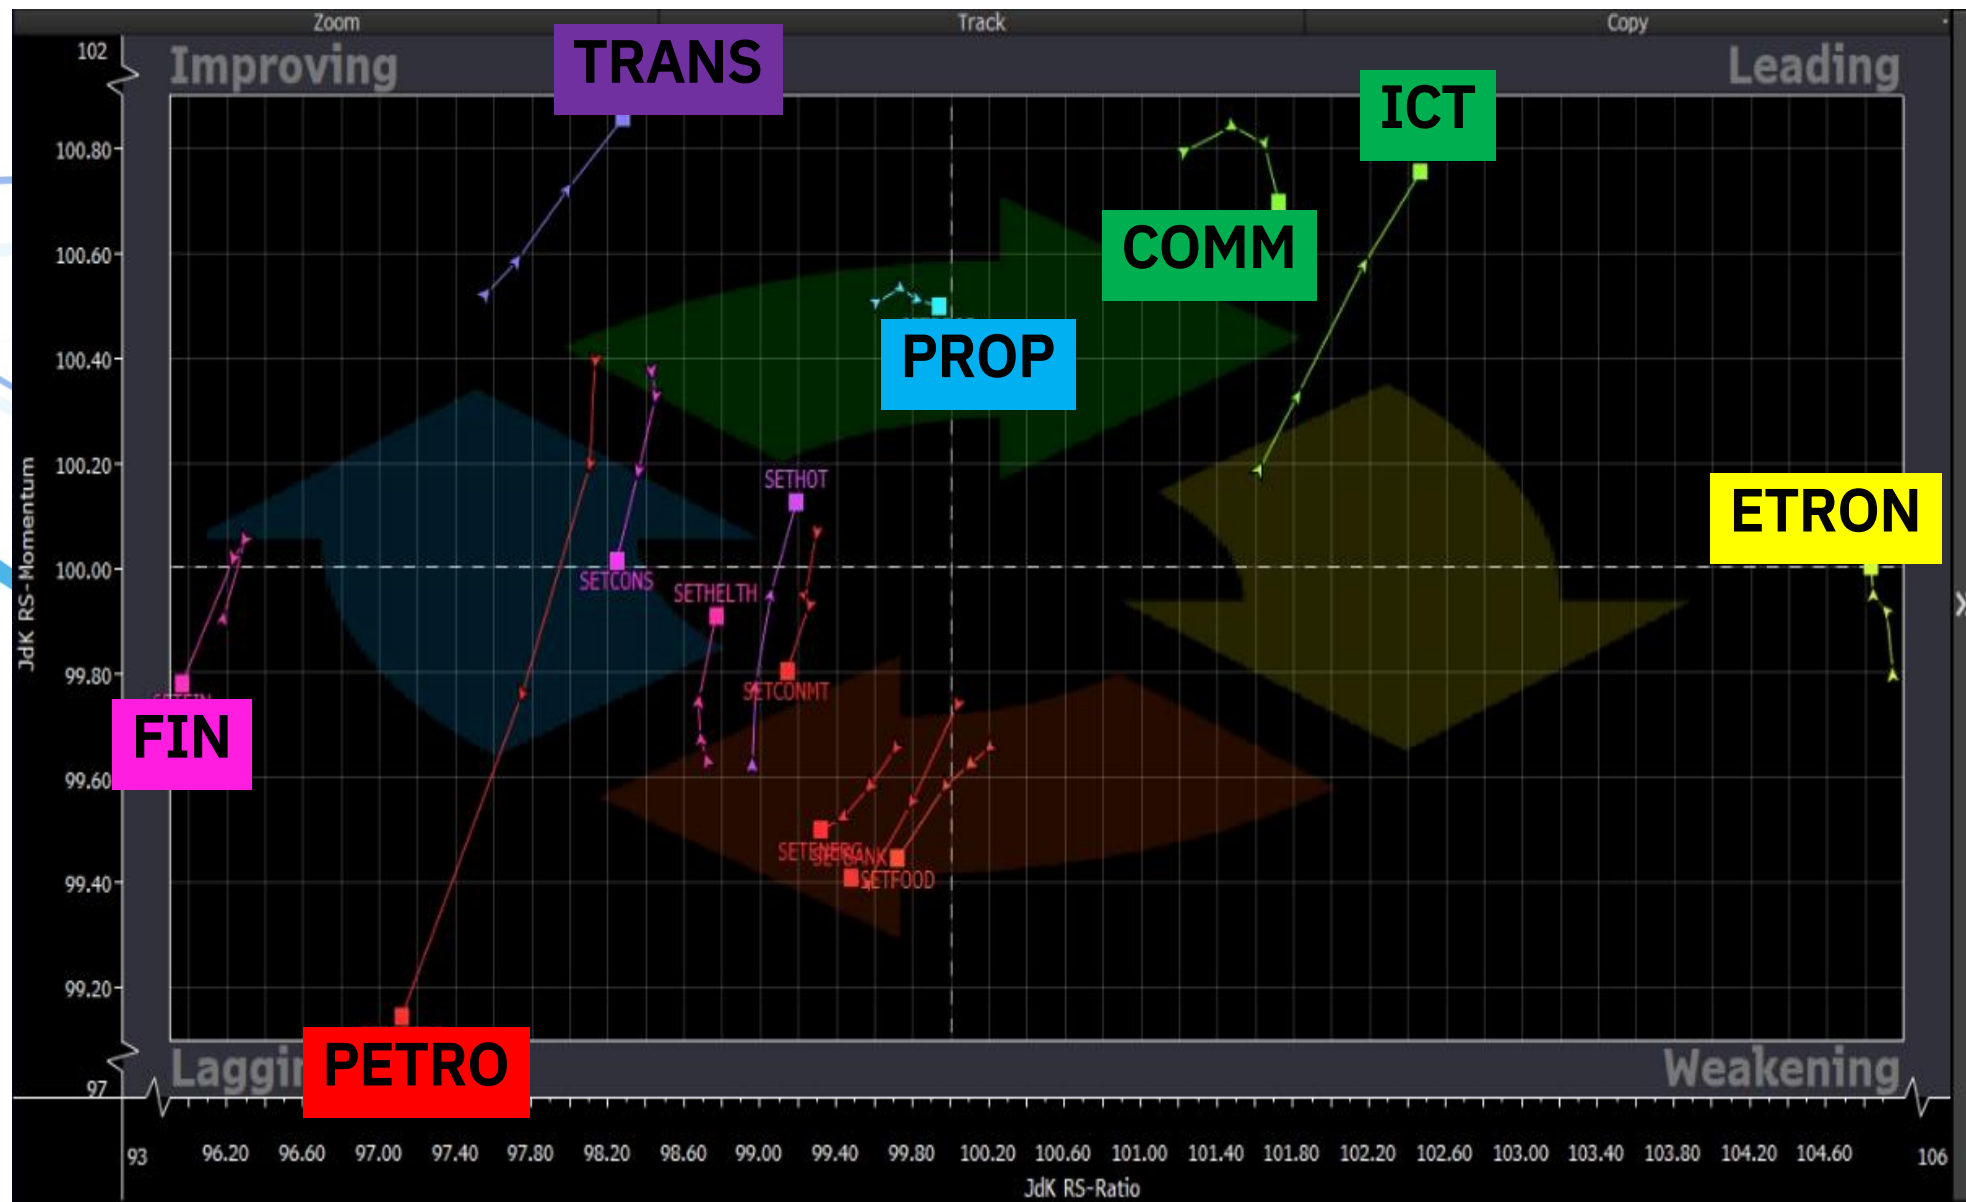 Zoom Track Copy
102
Improving
TRANS
Leading
ICT
100.80
COMM
100.60
PROP
100.40
100.20
SETHOT
ETRON
100.00
SETCONS
SETHELTH
JdK RS-Momentum
99.80
SETCONMT
FIN
99.60
SETENERG
SETBANK
SETFOOD
99.40
99.20
PETRO
97
Weakening
93 96.20 96.60 97.00 97.40 97.80 98.20 98.60 99.00 99.40 99.80 100.20 100.60 101.00 101.40 101.80 102.20 102.60 103.00 103.40 103.80 104.20 104.60 106
JdK RS-Ratio